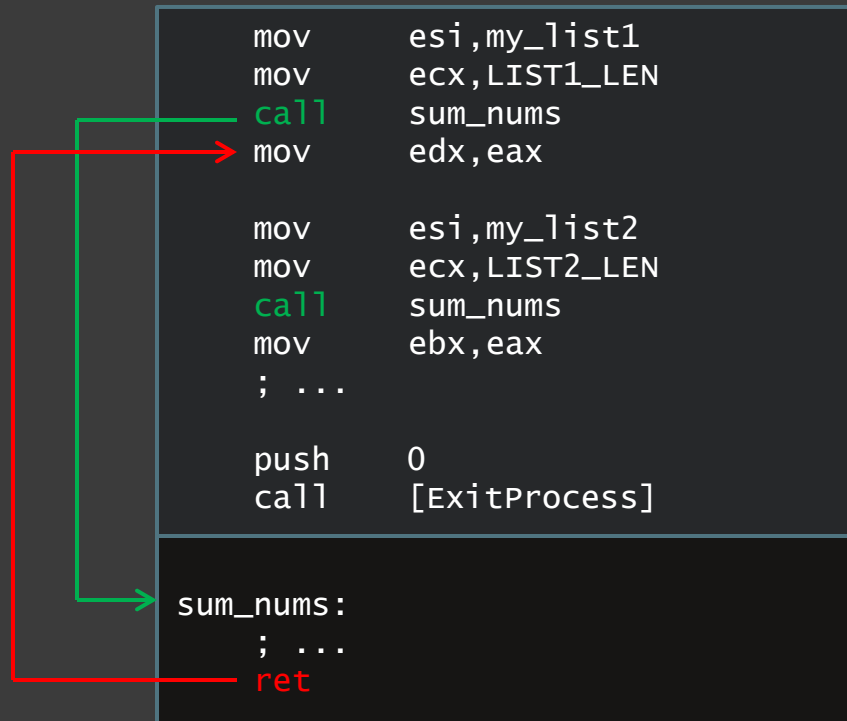 mov esi,my_list1
mov ecx,LIST1_LEN
call sum_nums
mov edx,eax
mov esi,my_list2
mov ecx,LIST2_LEN
call sum_nums
mov ebx,eax
; ...
push 0
call [ExitProcess]
sum_nums:
; ...
ret